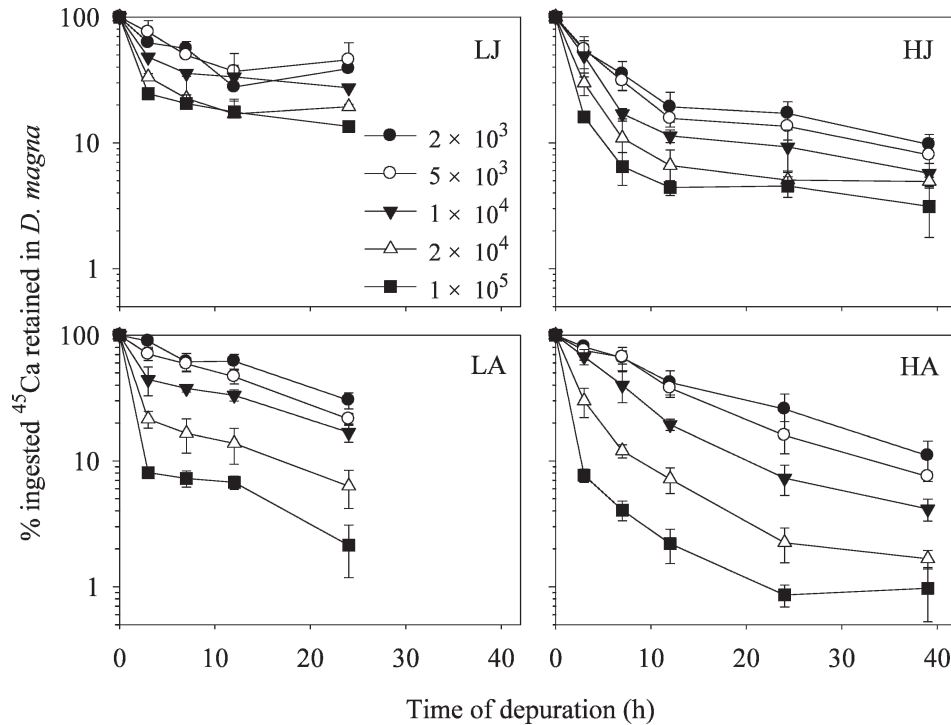 % ingested ⁴⁵Ca retained in D. magna
100
10
1
LJ
2 × 10³
5 × 10³
1 × 10⁴
2 × 10⁴
1 × 10⁵
HJ
100
10
1
0
10
20
30
40
LA
HA
0
10
20
30
40
Time of depuration (h)